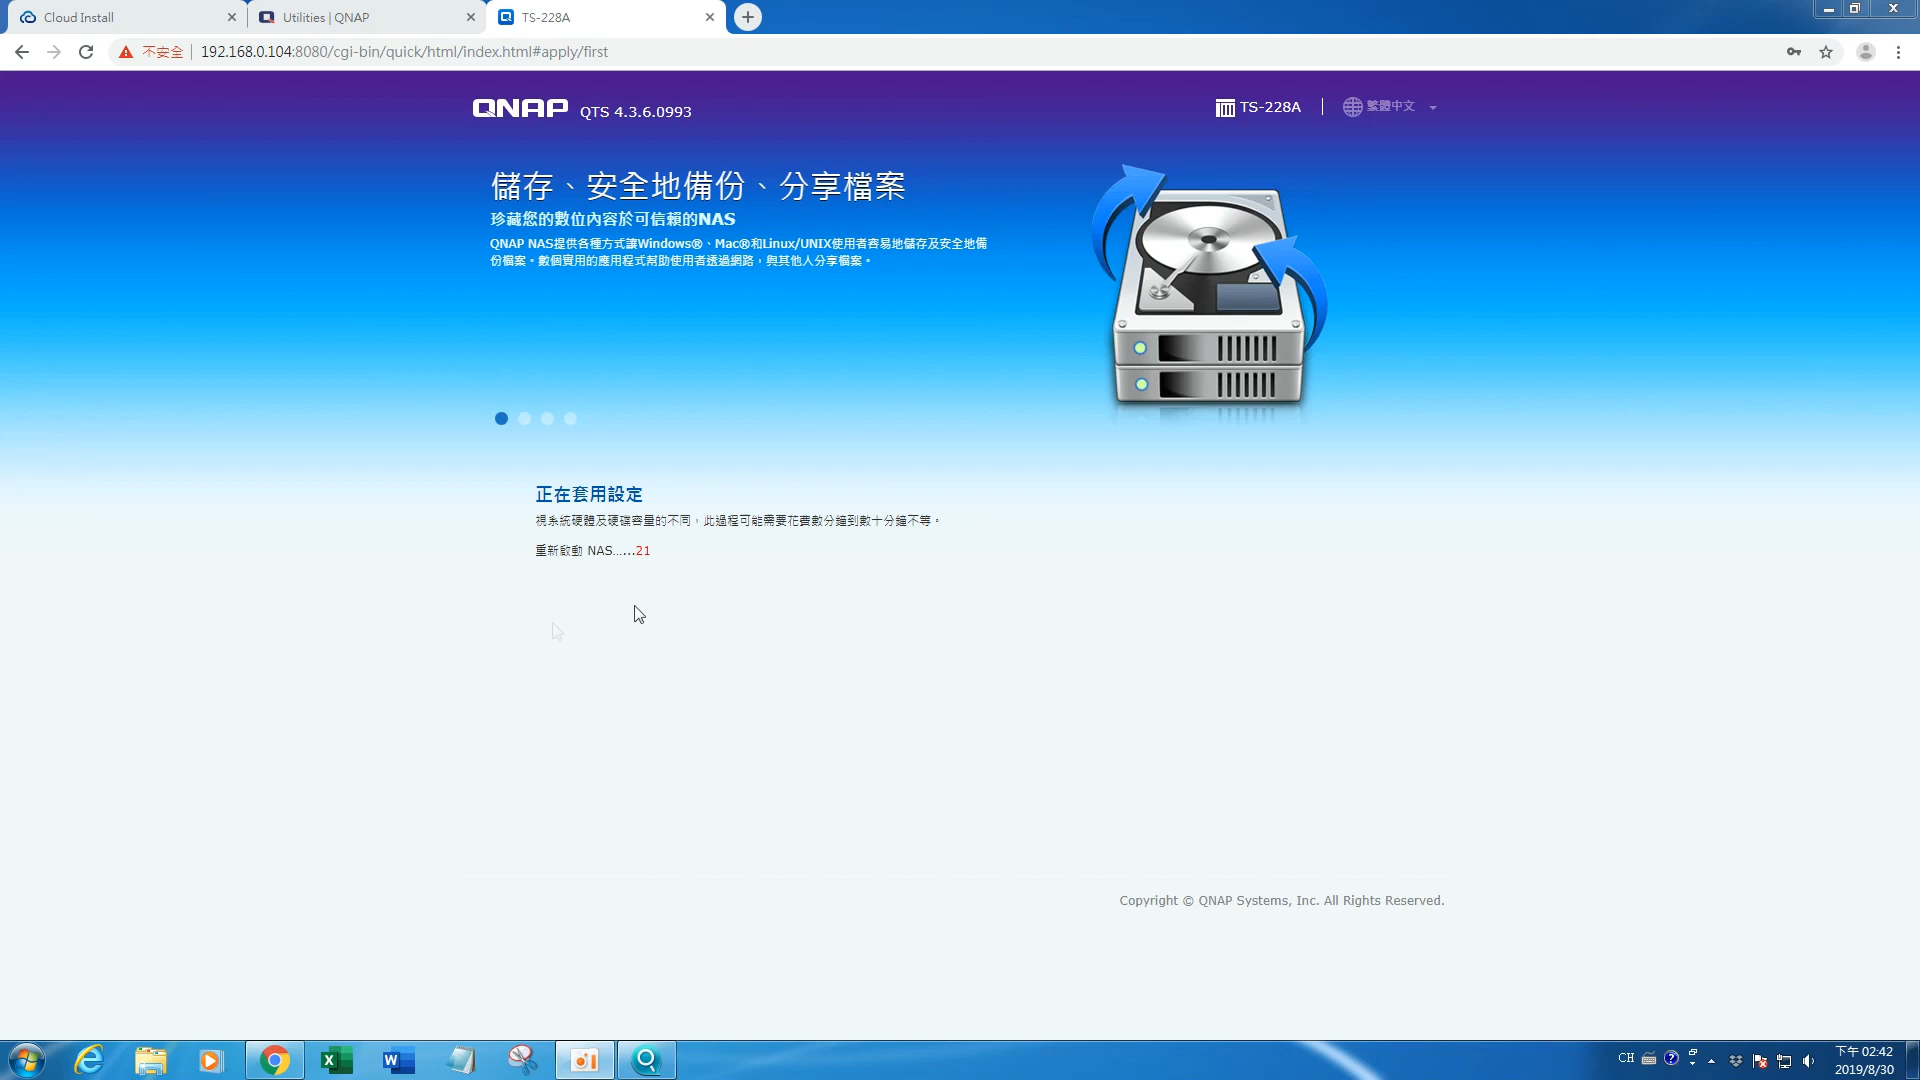 Cloud Install
Utilities | QNAP
TS-228A
不安全
192.168.0.104:8080/cgi-bin/quick/html/index.html#apply/first
QNAP QTS 4.3.6.0993
TS-228A
繁體中文
儲存、安全地備份、分享檔案
珍藏您的數位內容於可信賴的NAS
QNAP NAS提供各種方式讓Windows®、Mac®和Linux/UNIX使用者容易地儲存及安全地備
份檔案。數個實用的應用程式幫助使用者透過網路，與其他人分享檔案。
正在套用設定
視系統硬體及硬碟容量的不同，此過程可能需要花費數分鐘到數十分鐘不等。
重新啟動 NAS......21
Copyright © QNAP Systems, Inc. All Rights Reserved.
CH
下午 02:42
2019/8/30